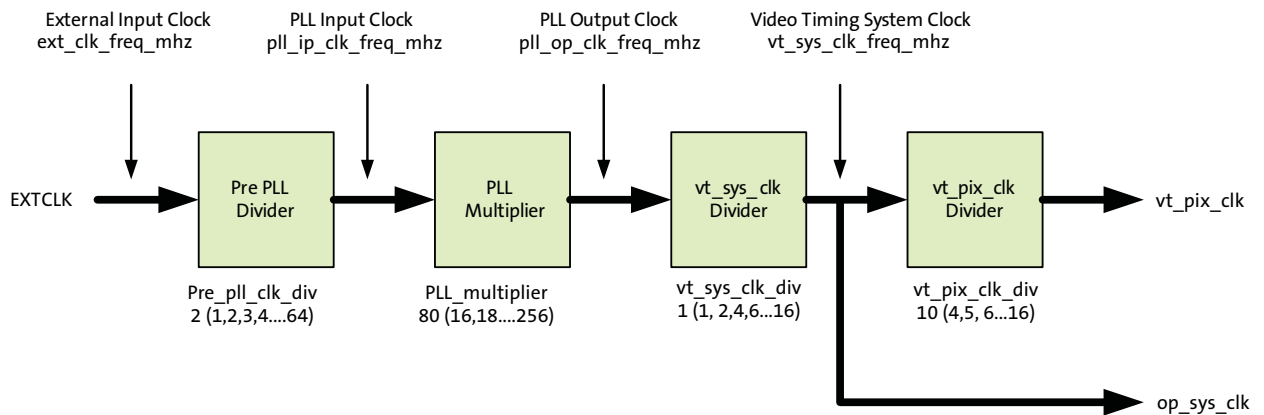 External Input Clock
ext_clk_freq_mhz
PLL Input Clock
pll_ip_clk_freq_mhz
PLL Output Clock
pll_op_clk_freq_mhz
Video Timing System Clock
vt_sys_clk_freq_mhz
EXTCLK
Pre PLL
Divider
PLL
Multiplier
vt_sys_clk
Divider
vt_pix_clk
Divider
vt_pix_clk
Pre_pll_clk_div
2 (1,2,3,4....64)
PLL_multiplier
80 (16,18....256)
vt_sys_clk_div
1 (1, 2,4,6...16)
vt_pix_clk_div
10 (4,5, 6...16)
op_sys_clk